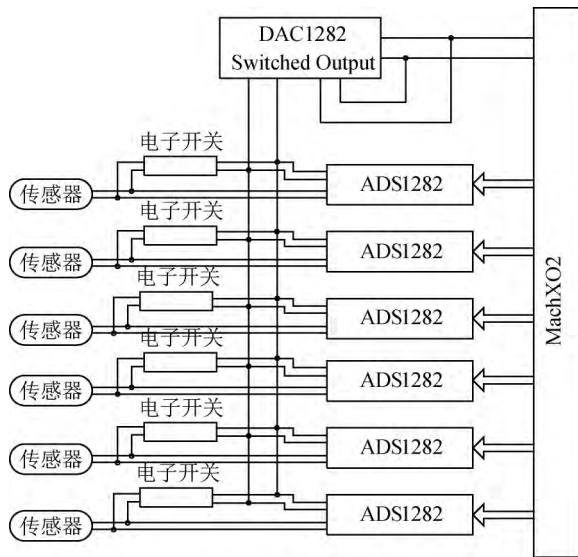 DAC1282
Switched Output
电子开关
传感器
ADS1282
电子开关
传感器
ADS1282
电子开关
传感器
ADS1282
电子开关
传感器
ADS1282
电子开关
传感器
ADS1282
电子开关
传感器
ADS1282
MachXO2